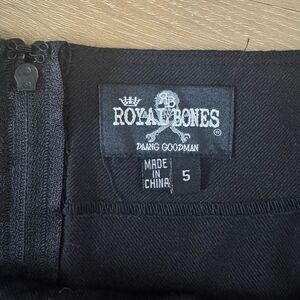 ROYAL BONES ®
DAANG GOODMAN
MADE
IN
CHINA
5